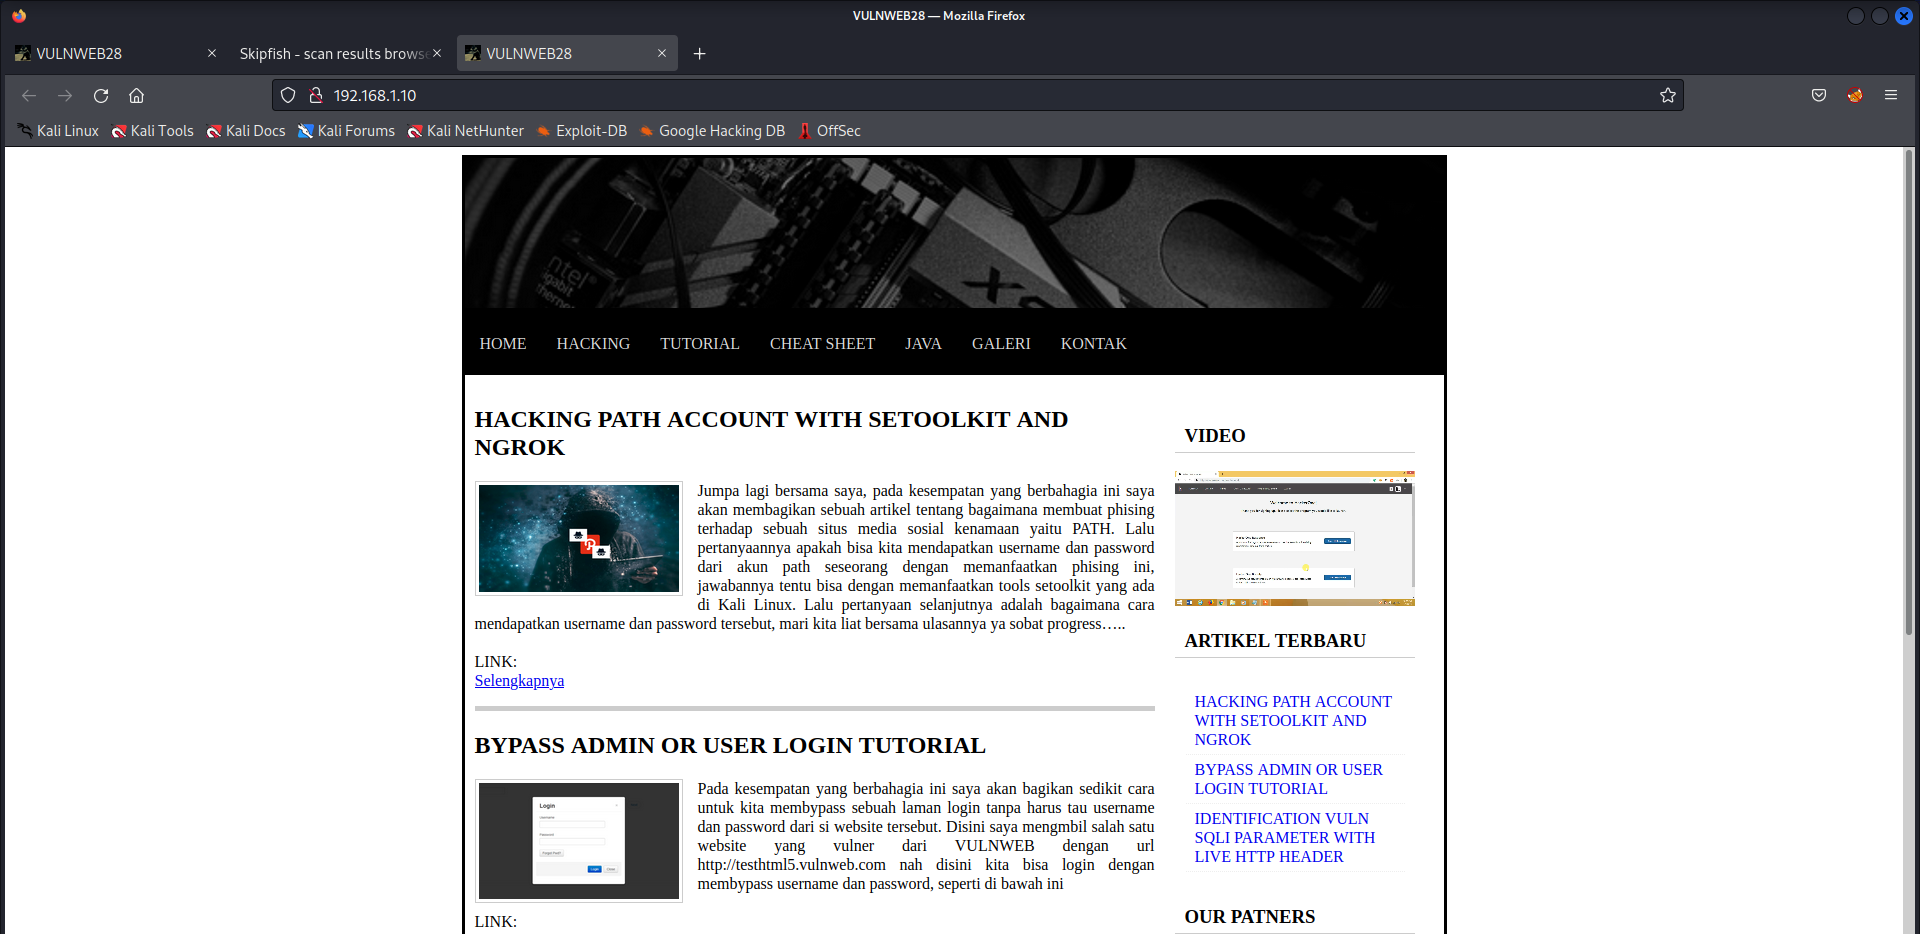 VULNWEB28 — Mozilla Firefox
VULNWEB28
Skipfish - scan results brows
VULNWEB28
192.168.1.10
Kali Linux
Kali Tools
Kali Docs
Kali Forums
Kali NetHunter
Exploit-DB
Google Hacking DB
OffSec
intel
gigabit
HOME
HACKING
TUTORIAL
CHEAT SHEET
JAVA
GALERI
KONTAK
HACKING PATH ACCOUNT WITH SETOOLKIT AND
NGROK
Jumpa lagi bersama saya, pada kesempatan yang berbahagia ini saya
akan membagikan sebuah artikel tentang bagaimana membuat phising
terhadap sebuah situs media sosial kenamaan yaitu PATH. Lalu
pertanyaannya apakah bisa kita mendapatkan username dan password
dari akun path seseorang dengan memanfaatkan phising ini,
jawabannya tentu bisa dengan memanfaatkan tools setoolkit yang ada
di Kali Linux. Lalu pertanyaan selanjutnya adalah bagaimana cara
mendapatkan username dan password tersebut, mari kita liat bersama ulasannya ya sobat progress…..
LINK:
Selengkapnya
BYPASS ADMIN OR USER LOGIN TUTORIAL
Login
Pada kesempatan yang berbahagia ini saya akan bagikan sedikit cara
untuk kita membypass sebuah laman login tanpa harus tau username
dan password dari si website tersebut. Disini saya mengmbil salah satu
website yang vulner dari VULNWEB dengan url
http://testhtml5.vulnweb.com nah disini kita bisa login dengan
membypass username dan password, seperti di bawah ini
LINK:
VIDEO
ARTIKEL TERBARU
HACKING PATH ACCOUNT
WITH SETOOLKIT AND
NGROK
BYPASS ADMIN OR USER
LOGIN TUTORIAL
IDENTIFICATION VULN
SQLI PARAMETER WITH
LIVE HTTP HEADER
OUR PATNERS